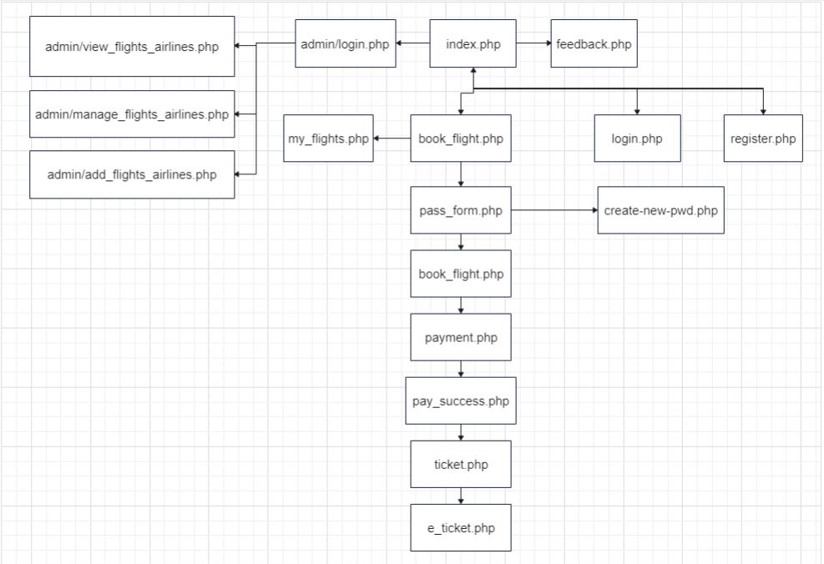 admin/view_flights_airlines.php
admin/login.php
index.php
feedback.php
admin/manage_flights_airlines.php
my_flights.php
book_flight.php
login.php
register.php
admin/add_flights_airlines.php
pass_form.php
create-new-pwd.php
book_flight.php
payment.php
pay_success.php
ticket.php
e_ticket.php